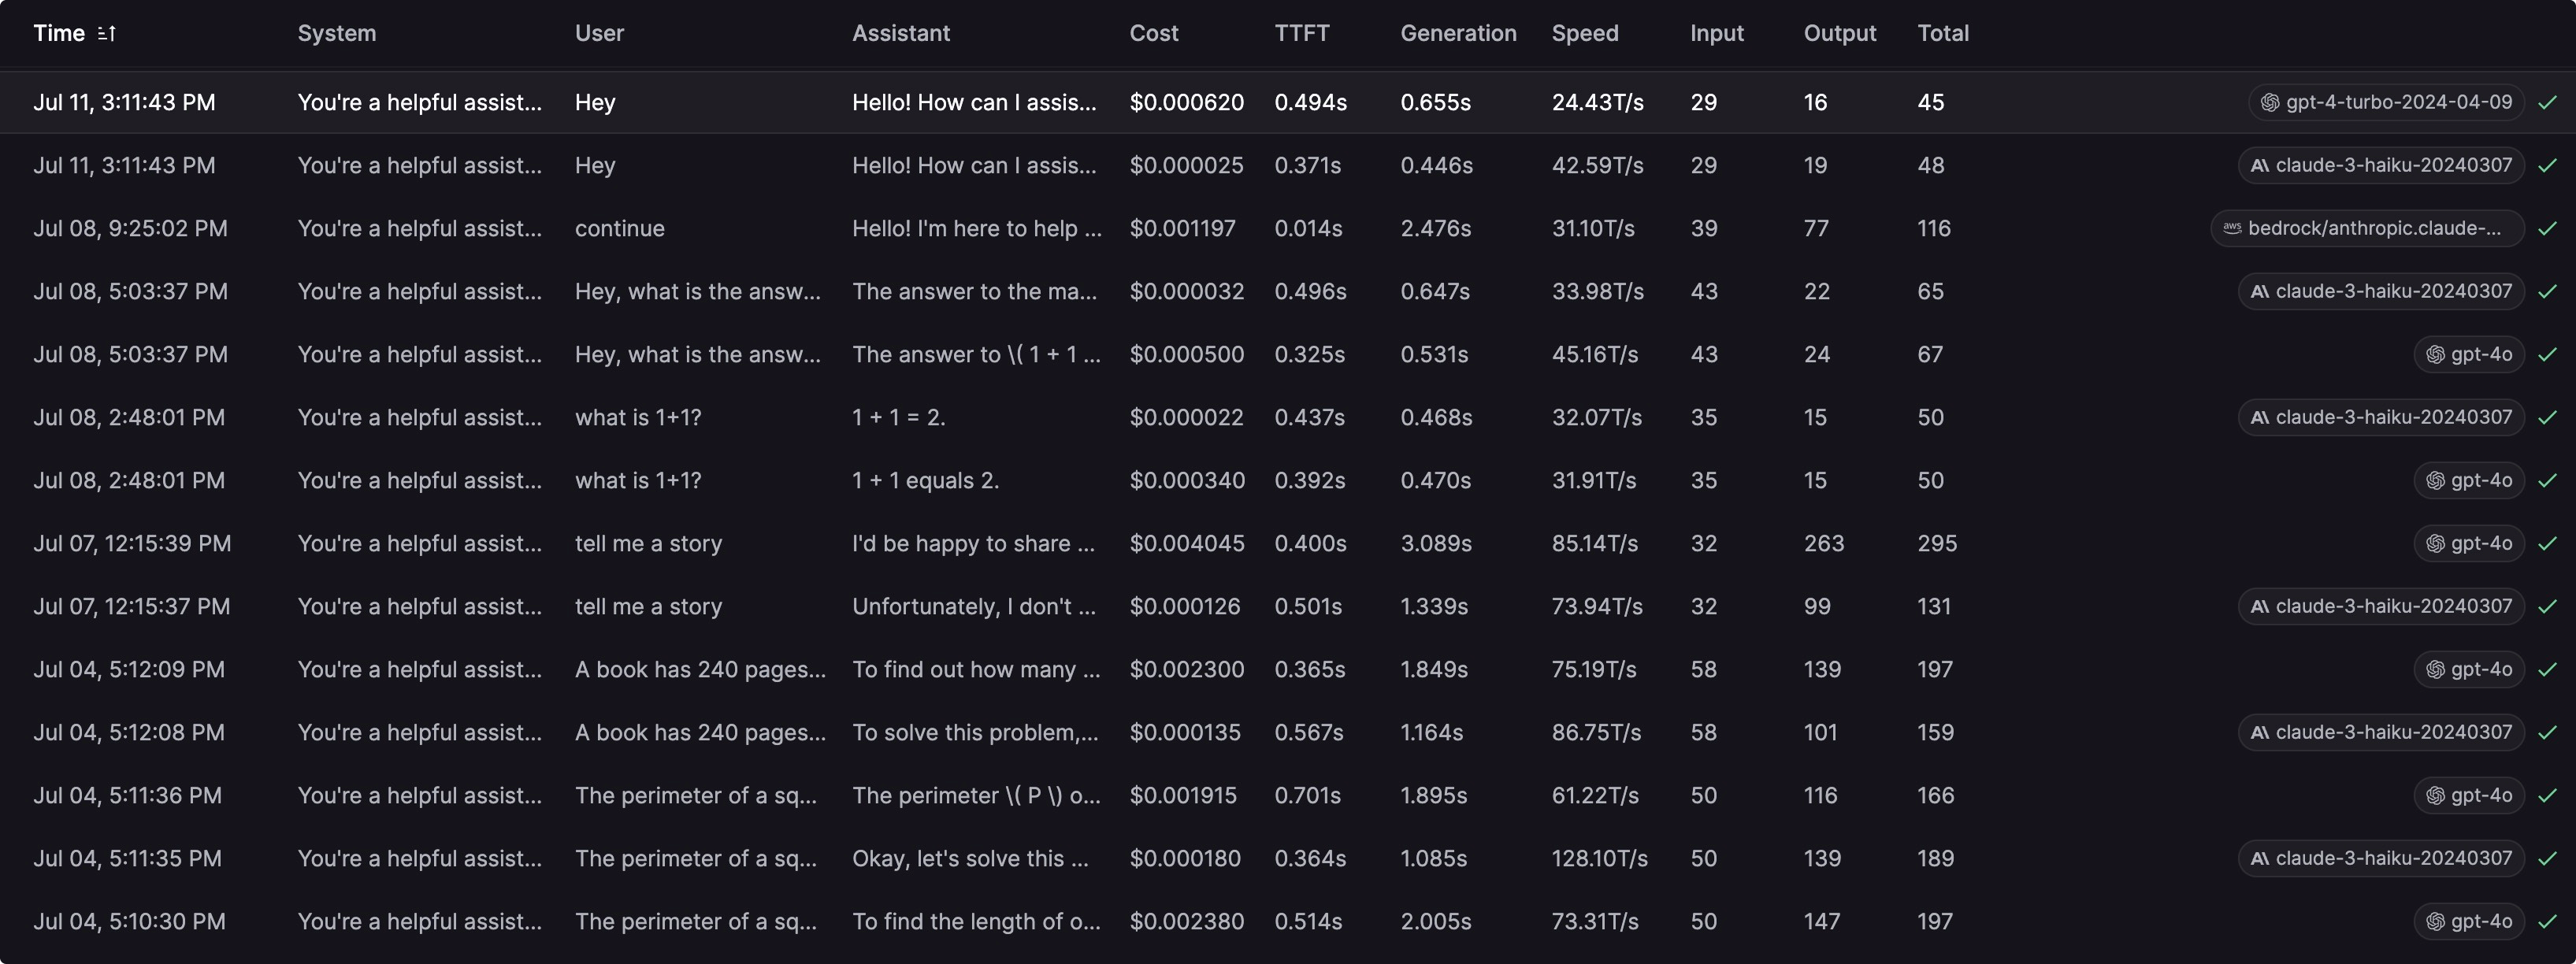 Time System User Assistant Cost TTFT Generation Speed Input Output Total
Jul 11, 3:11:43 PM You're a helpful assist... Hey Hello! How can I assis... $0.000620 0.494s 0.655s 24.43T/s 29 16 45 gpt-4-turbo-2024-04-09
Jul 11, 3:11:43 PM You're a helpful assist... Hey Hello! How can I assis... $0.000025 0.371s 0.446s 42.59T/s 29 19 48 claude-3-haiku-20240307
Jul 08, 9:25:02 PM You're a helpful assist... continue Hello! I'm here to help ... $0.001197 0.014s 2.476s 31.10T/s 39 77 116 aws bedrock/anthropic.claude-...
Jul 08, 5:03:37 PM You're a helpful assist... Hey, what is the answ... The answer to the ma... $0.000032 0.496s 0.647s 33.98T/s 43 22 65 claude-3-haiku-20240307
Jul 08, 5:03:37 PM You're a helpful assist... Hey, what is the answ... The answer to \( 1 + 1 ... $0.000500 0.325s 0.531s 45.16T/s 43 24 67 gpt-4o
Jul 08, 2:48:01 PM You're a helpful assist... what is 1+1? 1 + 1 = 2. $0.000022 0.437s 0.468s 32.07T/s 35 15 50 claude-3-haiku-20240307
Jul 08, 2:48:01 PM You're a helpful assist... what is 1+1? 1 + 1 equals 2. $0.000340 0.392s 0.470s 31.91T/s 35 15 50 gpt-4o
Jul 07, 12:15:39 PM You're a helpful assist... tell me a story I'd be happy to share ... $0.004045 0.400s 3.089s 85.14T/s 32 263 295 gpt-4o
Jul 07, 12:15:37 PM You're a helpful assist... tell me a story Unfortunately, I don't ... $0.000126 0.501s 1.339s 73.94T/s 32 99 131 claude-3-haiku-20240307
Jul 04, 5:12:09 PM You're a helpful assist... A book has 240 pages... To find out how many ... $0.002300 0.365s 1.849s 75.19T/s 58 139 197 gpt-4o
Jul 04, 5:12:08 PM You're a helpful assist... A book has 240 pages... To solve this problem,... $0.000135 0.567s 1.164s 86.75T/s 58 101 159 claude-3-haiku-20240307
Jul 04, 5:11:36 PM You're a helpful assist... The perimeter of a sq... The perimeter \( P \) o... $0.001915 0.701s 1.895s 61.22T/s 50 116 166 gpt-4o
Jul 04, 5:11:35 PM You're a helpful assist... The perimeter of a sq... Okay, let's solve this ... $0.000180 0.364s 1.085s 128.10T/s 50 139 189 claude-3-haiku-20240307
Jul 04, 5:10:30 PM You're a helpful assist... The perimeter of a sq... To find the length of o... $0.002380 0.514s 2.005s 73.31T/s 50 147 197 gpt-4o